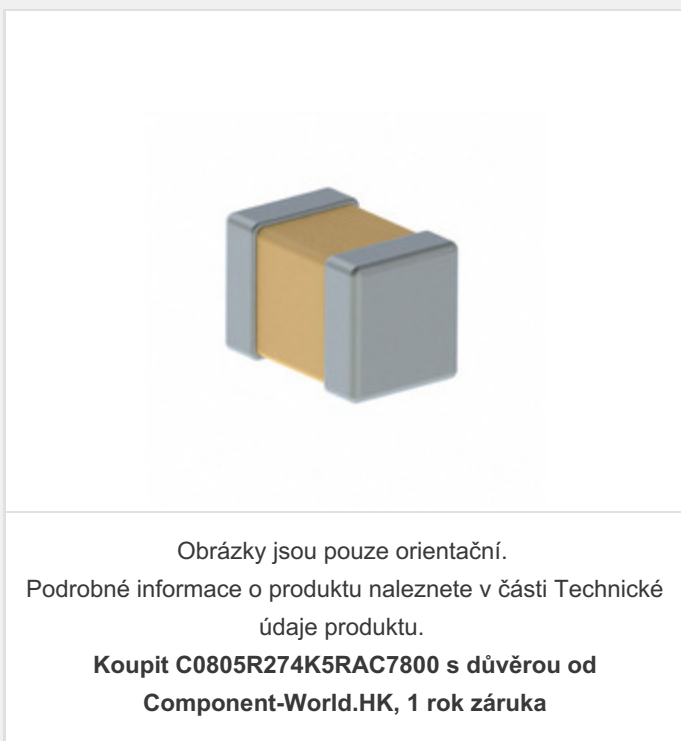 Obrázky jsou pouze orientační.
Podrobné informace o produktu naleznete v části Technické
údaje produktu.
Koupit C0805R274K5RAC7800 s důvěrou od
Component-World.HK, 1 rok záruka